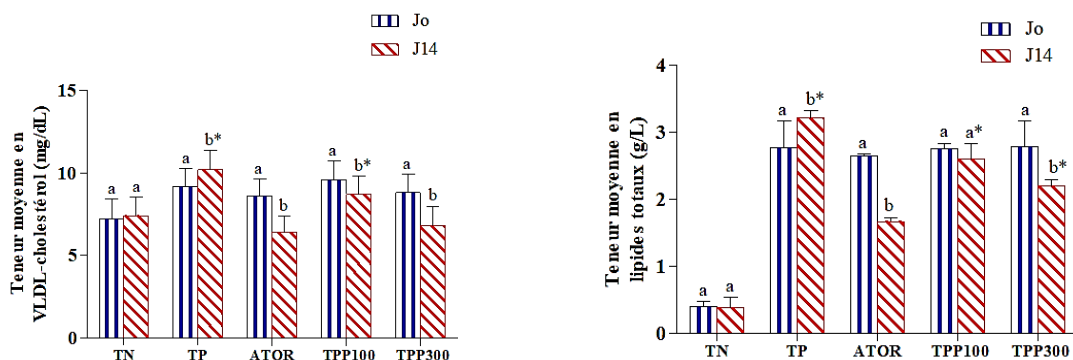 Jo
J14
Teneur moyenne en
VLDL-cholestérol (mg/dL)
15
10
5
0
a a
a b*
a b
a b*
a b
TN TP ATOR TPP100 TPP300
Jo
J14
Teneur moyenne en
lipides totaux (g/L)
4
3
2
1
0
a a
a b*
a b
a a*
a b*
TN TP ATOR TPP100 TPP300